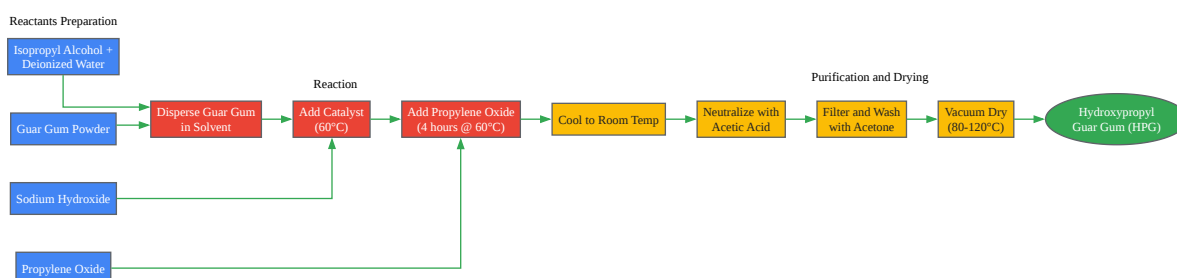 Reactants Preparation
Isopropyl Alcohol +
Deionized Water
Guar Gum Powder
Sodium Hydroxide
Propylene Oxide
Reaction
Disperse Guar Gum
in Solvent
Add Catalyst
(60°C)
Add Propylene Oxide
(4 hours @ 60°C)
Purification and Drying
Cool to Room Temp
Neutralize with
Acetic Acid
Filter and Wash
with Acetone
Vacuum Dry
(80-120°C)
Hydroxypropyl
Guar Gum (HPG)